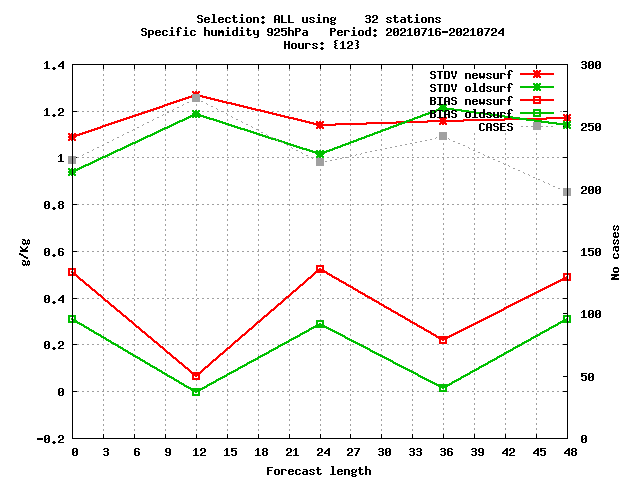 Selection: ALL using    32 stations
Specific humidity 925hPa   Period: 20210716-20210724
Hours: {12}
1.4
1.2
1
0.8
0.6
0.4
0.2
0
-0.2
g/Kg
STDV newsurf
STDV oldsurf
BIAS newsurf
BIAS oldsurf
CASES
300
250
200
150
100
50
0
No cases
0 3 6 9 12 15 18 21 24 27 30 33 36 39 42 45 48
Forecast length